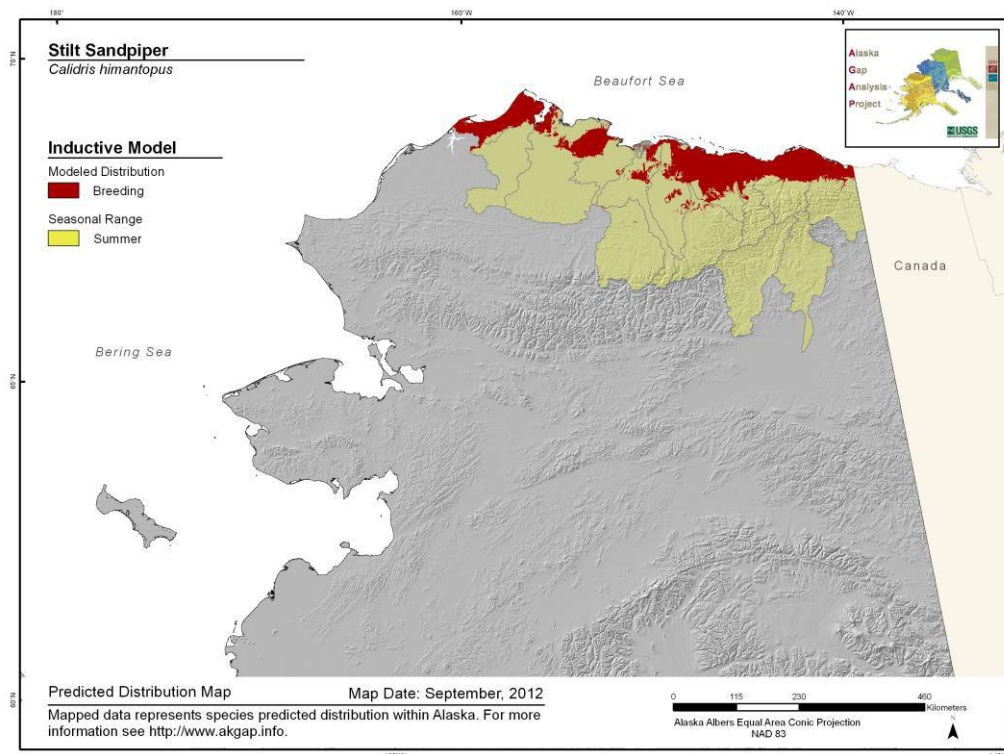 180°
160°W
140°W
70°N
Stilt Sandpiper
Calidris himantopus
Beaufort Sea
Alaska
Gap
Analysis
Project
USGS
Inductive Model
Modeled Distribution
Breeding
Seasonal Range
Summer
Canada
Bering Sea
65°N
60°N
Predicted Distribution Map
Map Date: September, 2012
Mapped data represents species predicted distribution within Alaska. For more
information see http://www.akgap.info.
0 115 230 460
Kilometers
Alaska Albers Equal Area Conic Projection
NAD 83
N